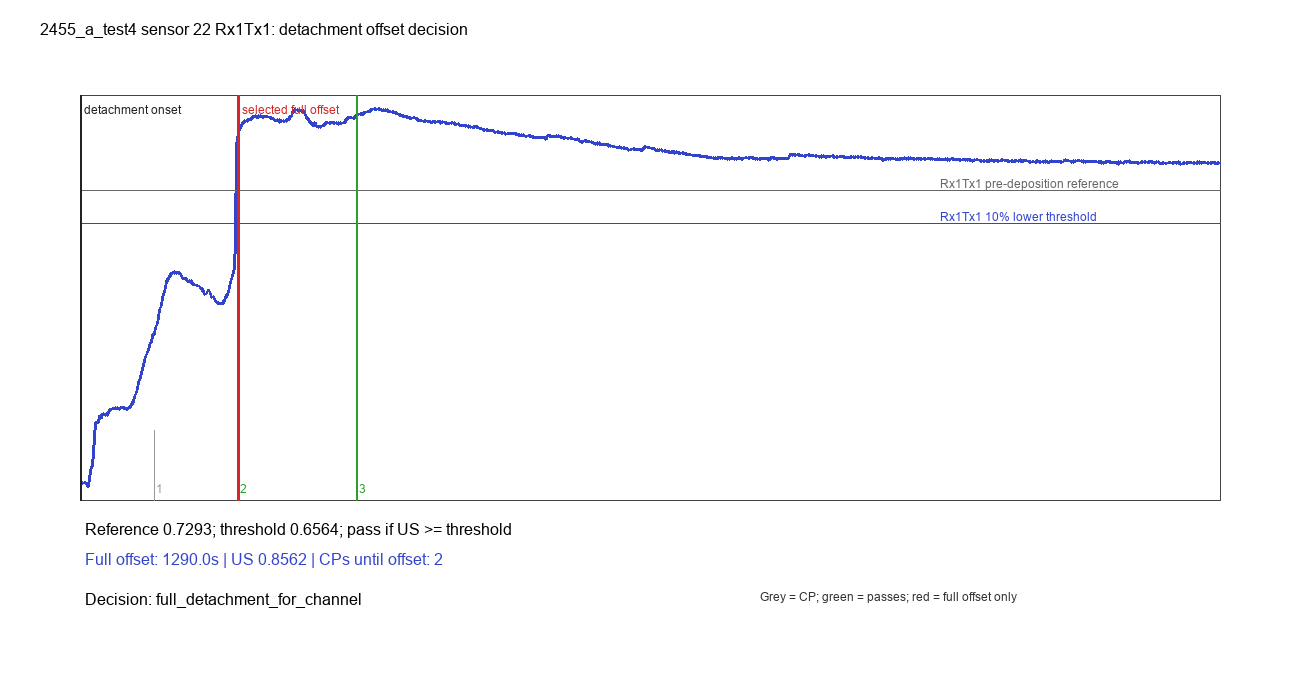 2455_a_test4 sensor 22 Rx1Tx1: detachment offset decision
detachment onset
selected full offset
Rx1Tx1 pre-deposition reference
Rx1Tx1 10% lower threshold
1
2
3
Reference 0.7293; threshold 0.6564; pass if US >= threshold
Full offset: 1290.0s | US 0.8562 | CPs until offset: 2
Decision: full_detachment_for_channel
Grey = CP; green = passes; red = full offset only